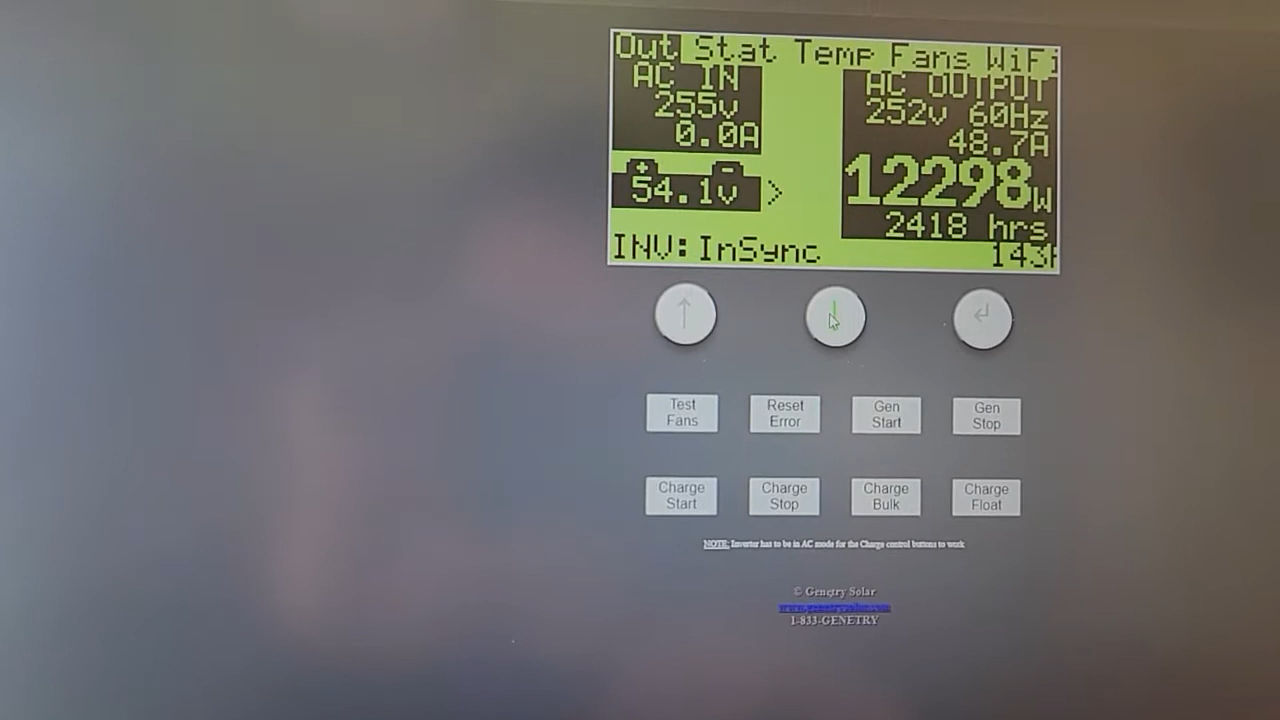 Out Stat Temp Fans WiFi
AC IN
255v
0.0A
54.1v >
AC OUTPUT
252v 60Hz
48.7A
12298W
2418 hrs
INV: InSync
Test Fans
Reset Error
Gen Start
Gen Stop
Charge Start
Charge Stop
Charge Bulk
Charge Float
NOTE: Inverter has to be in AC mode for the Charge control buttons to work
© Genetry Solar
www.genetrysolar.com
1-833-GENETRY